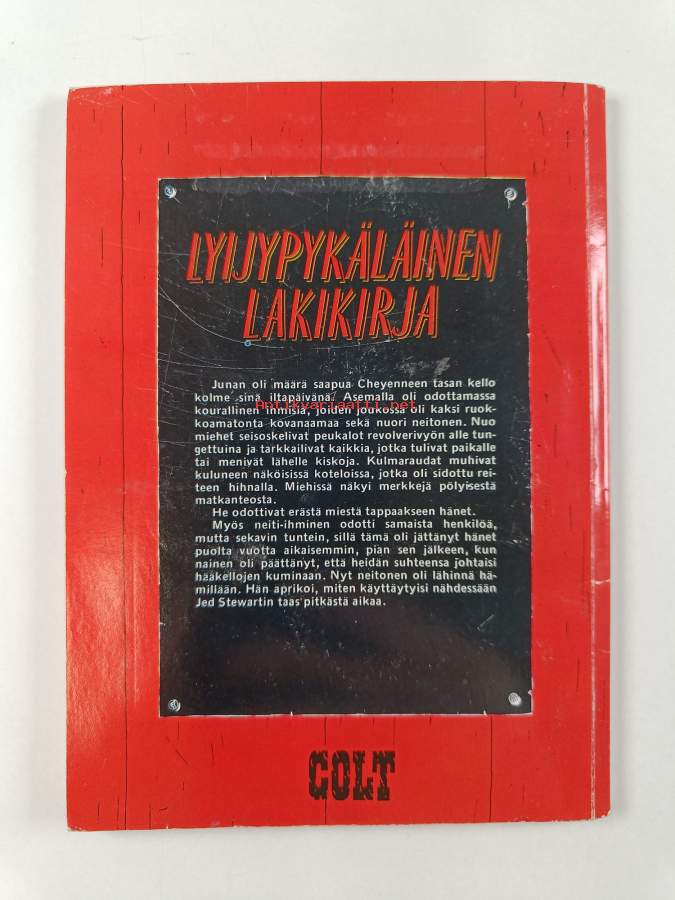 LYIJYPYKÄLÄINEN
LAKIKIRJA
Junan oli määrä saapua Cheyenneen tasan kello
kolme sinä iltapäivänä. Asemalla oli odottamassa
kourallinen ihmisiä, joiden joukossa oli kaksi ruok-
Antikvariaatti.net
koamatonta kovanaamaa sekä nuori neitonen. Nuo
miehet seisoskelivat peukalot revolverivyön alle tun-
gettuina ja tarkkailivat kaikkia, jotka tulivat paikalle
tai menivät lähelle kiskoja. Kulmaraudat muhivat
kuluneen näköisissä koteloissa, jotka oli sidottu rei-
teen hihnalla. Miehissä näkyi merkkejä pölyisestä
matkanteosta.
He odottivat erästä miestä tappaakseen hänet.
Myös neiti-ihminen odotti samaista henkilöä,
mutta sekavin tuntein, sillä tämä oli jättänyt hänet
puolta vuotta aikaisemmin, pian sen jälkeen, kun
nainen oli päättänyt, että heidän suhteensa johtaisi
hääkellojen kuminaan. Nyt neitonen oli lähinnä hä-
millään. Hän aprikoi, miten käyttäytyisi nähdessään
Jed Stewartin taas pitkästä aikaa.
COLT